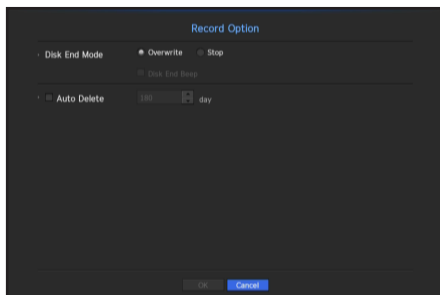 Record Option
Disk End Mode
Overwrite
Stop
Disk End Beep
Auto Delete
180
day
OK
Cancel